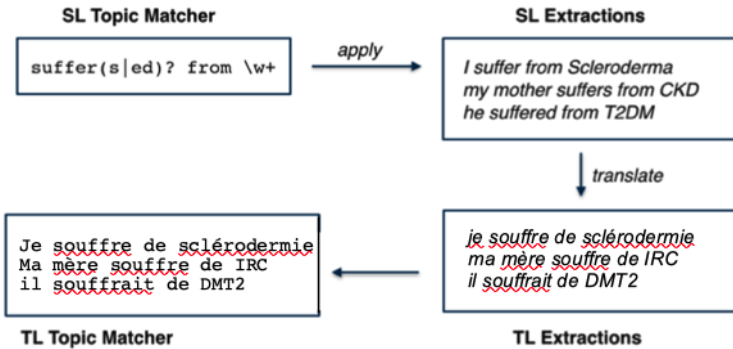 SL Topic Matcher
suffer(s|ed)? from \w+
apply
SL Extractions
I suffer from Scleroderma
my mother suffers from CKD
he suffered from T2DM
translate
je souffre de sclérodermie
ma mère souffre de IRC
il souffrait de DMT2
TL Extractions
Je souffre de sclérodermie
Ma mère souffre de IRC
il souffrait de DMT2
TL Topic Matcher